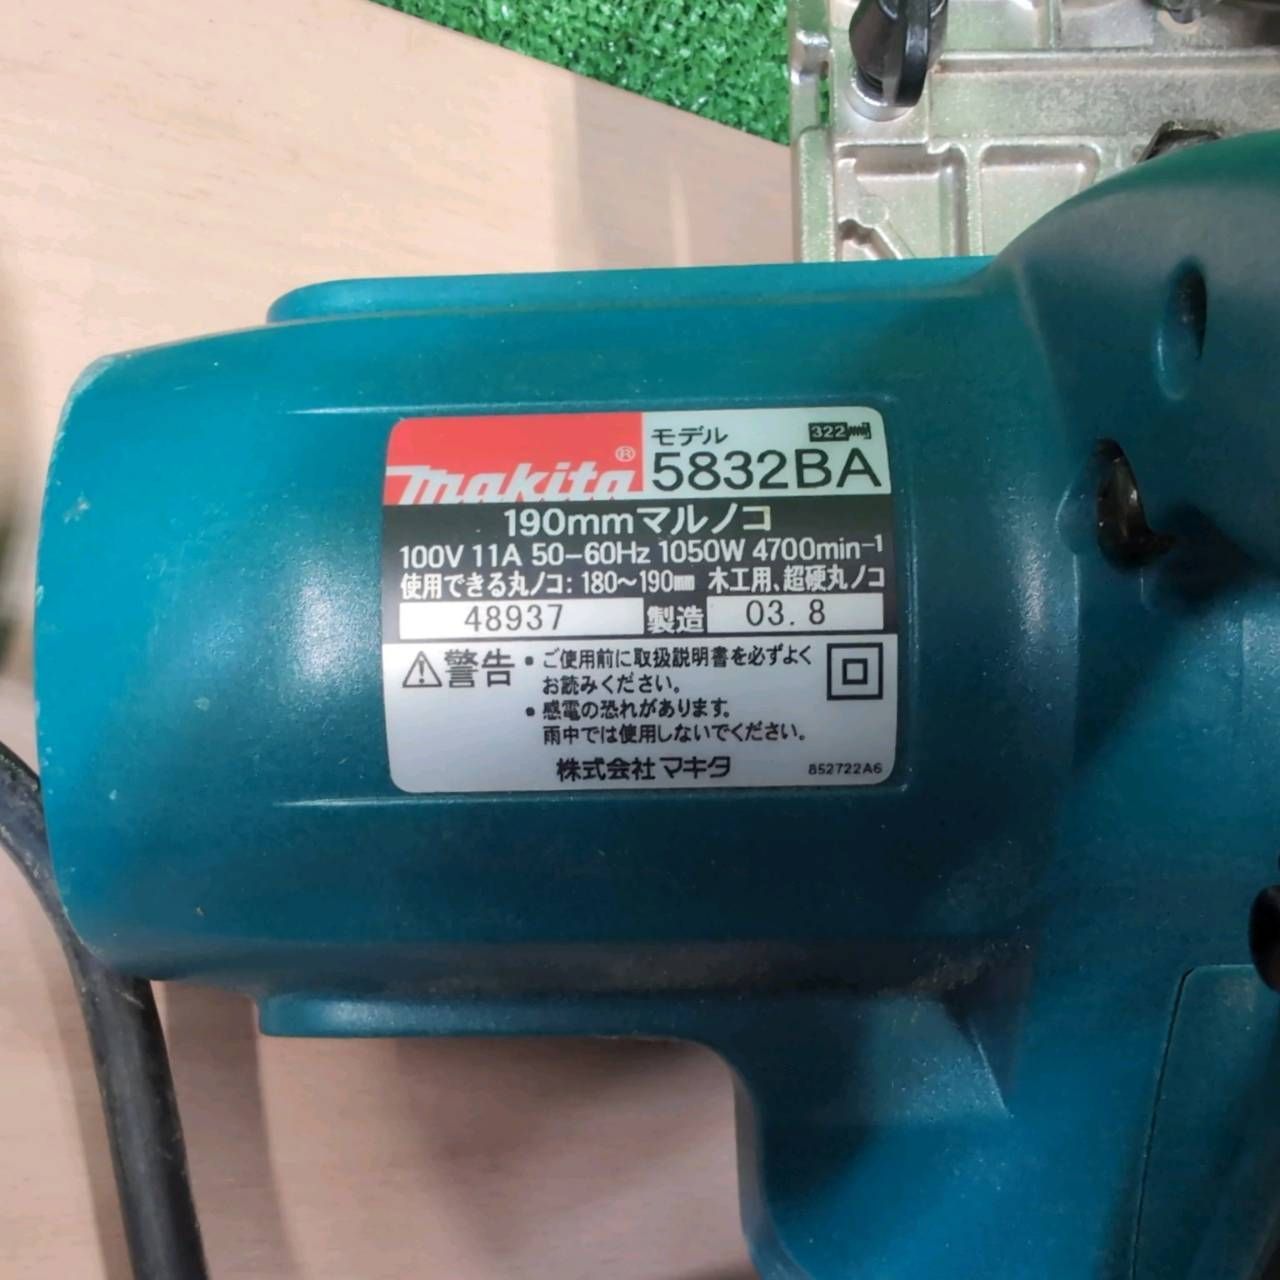 makita®
モデル
322
5832BA
190mmマルノコ
100V 11A 50-60Hz 1050W 4700min-1
使用できる丸ノコ: 180~190mm 木工用、超硬丸ノコ
48937 製造 03.8
⚠警告
・ご使用前に取扱説明書を必ずよく
お読みください。
・感電の恐れがあります。
雨中では使用しないでください。
株式会社マキタ
852722A6